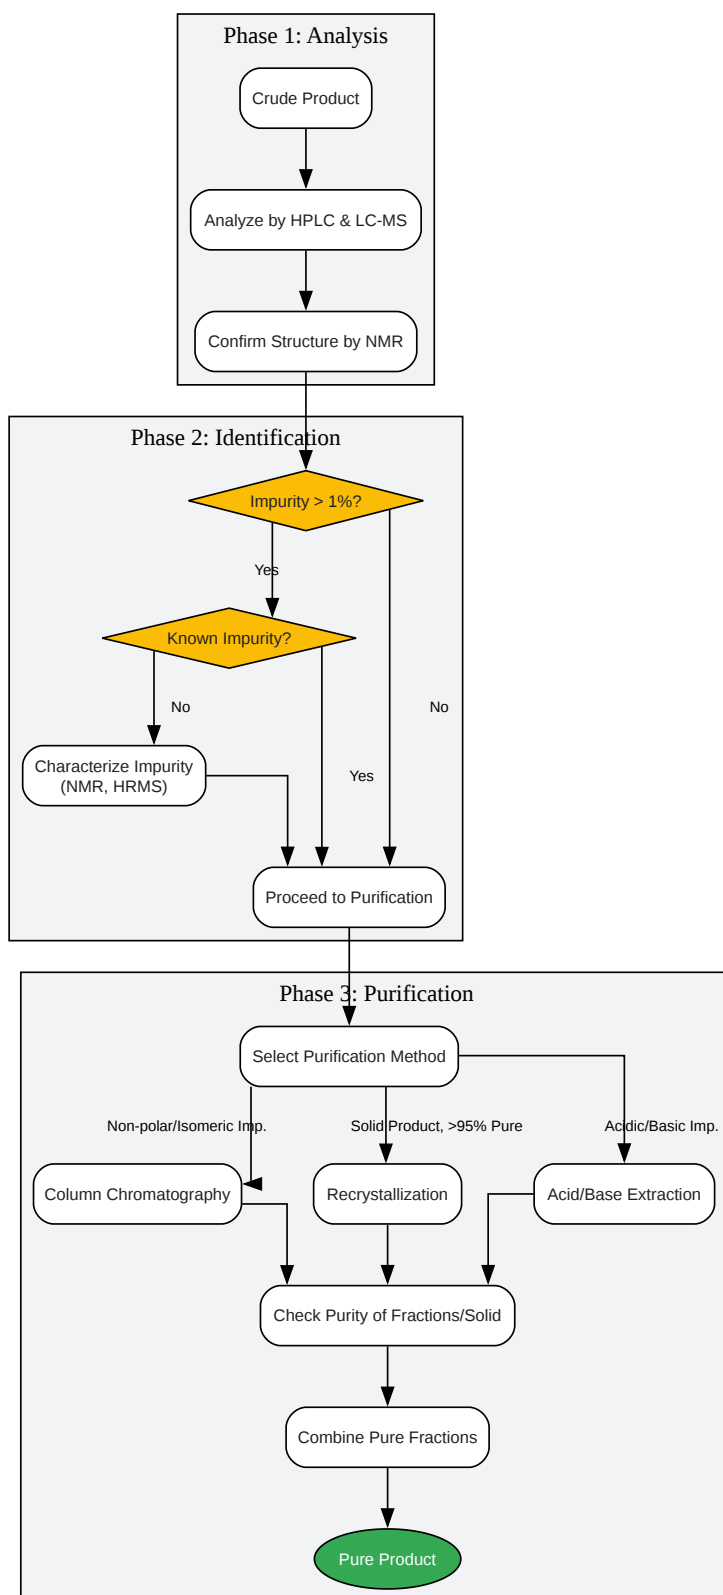 Phase 1: Analysis
Crude Product
Analyze by HPLC & LC-MS
Confirm Structure by NMR
Phase 2: Identification
Impurity > 1%?
Yes
Known Impurity?
No
No
Characterize Impurity
(NMR, HRMS)
Yes
Proceed to Purification
Phase 3: Purification
Select Purification Method
Non-polar/Isomeric Imp.
Solid Product, >95% Pure
Acidic/Basic Imp.
Column Chromatography
Recrystallization
Acid/Base Extraction
Check Purity of Fractions/Solid
Combine Pure Fractions
Pure Product